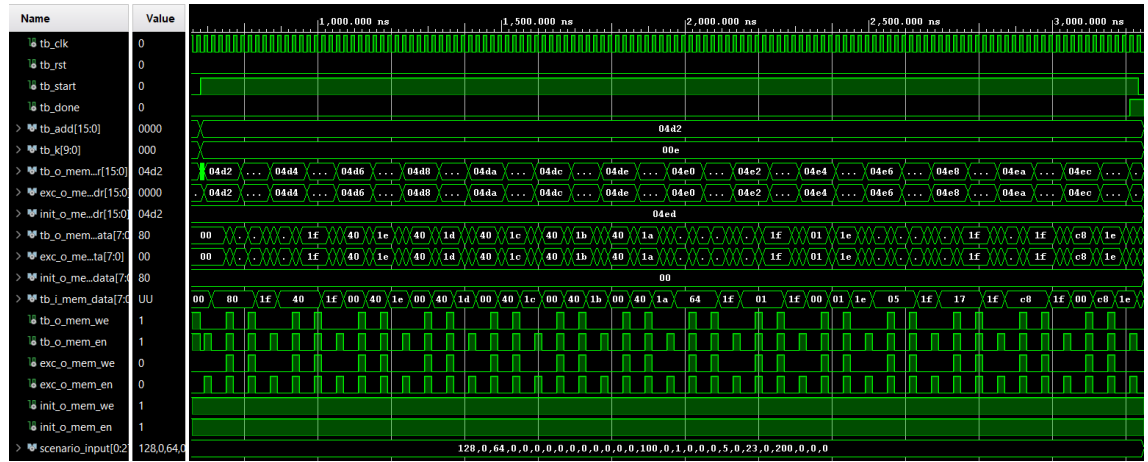 Name Value 1,000.000 ns 1,500.000 ns 2,000.000 ns 2,500.000 ns 3,000.000 ns
tb_clk 0
tb_rst 0
tb_start 0
tb_done 0
tb_add[15:0] 0000 04d2
tb_k[9:0] 000 00e
tb_o_mem...r[15:0] 04d2 04d2 ... 04d4 ... 04d6 ... 04d8 ... 04da ... 04dc ... 04de ... 04e0 ... 04e2 ... 04e4 ... 04e6 ... 04e8 ... 04ea ... 04ec ...
exc_o_me...dr[15:0] 0000 04d2 ... 04d4 ... 04d6 ... 04d8 ... 04da ... 04dc ... 04de ... 04e0 ... 04e2 ... 04e4 ... 04e6 ... 04e8 ... 04ea ... 04ec ...
init_o_me...dr[15:0] 04d2 04ed
tb_o_mem...ata[7:0] 80 00 1f 40 1e 40 1d 40 1c 40 1b 40 1a 1f 01 1e 1f 1f c8 1e
exc_o_me...ta[7:0] 00 00 1f 40 1e 40 1d 40 1c 40 1b 40 1a 1f 01 1e 1f 1f c8 1e
init_o_me...data[7:0 80 00
tb_i_mem_data[7:0 UU 00 80 1f 40 1f 00 40 1e 00 40 1d 00 40 1c 00 40 1b 00 40 1a 64 1f 01 1f 00 01 1e 05 1f 17 1f c8 1f 00 c8 1e
tb_o_mem_we 1
tb_o_mem_en 1
exc_o_mem_we 0
exc_o_mem_en 0
init_o_mem_we 1
init_o_mem_en 1
scenario_input[0:2 128,0,64,0 128,0,64,0,0,0,0,0,0,0,0,0,0,0,100,0,1,0,0,0,5,0,23,0,200,0,0,0